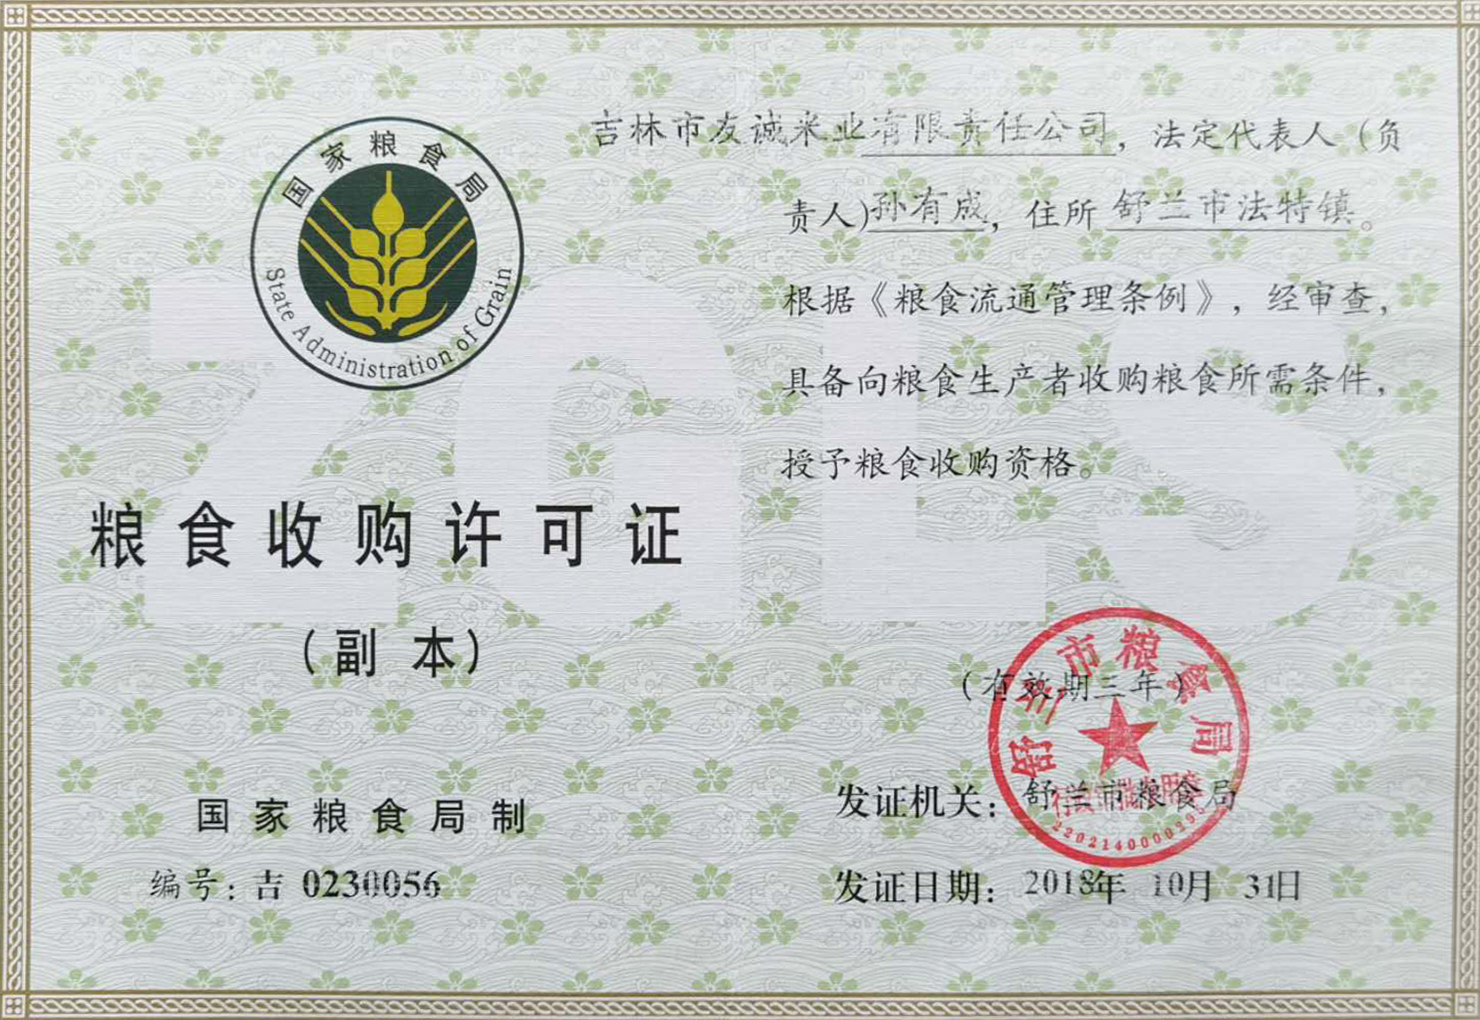 国家粮食局
State Administration of Grain
粮食收购许可证
（副 本）
国家粮食局制
编号：吉 0230056
吉林市友诚米业有限责任公司，法定代表人（负
责人)孙有成，住所 舒兰市法特镇。
根据《粮食流通管理条例》，经审查，
具备向粮食生产者收购粮食所需条件，
授予粮食收购资格。
（有效期三年）
舒兰市粮食局
发证机关：舒兰市粮食局
发证日期：2018年 10月 31日